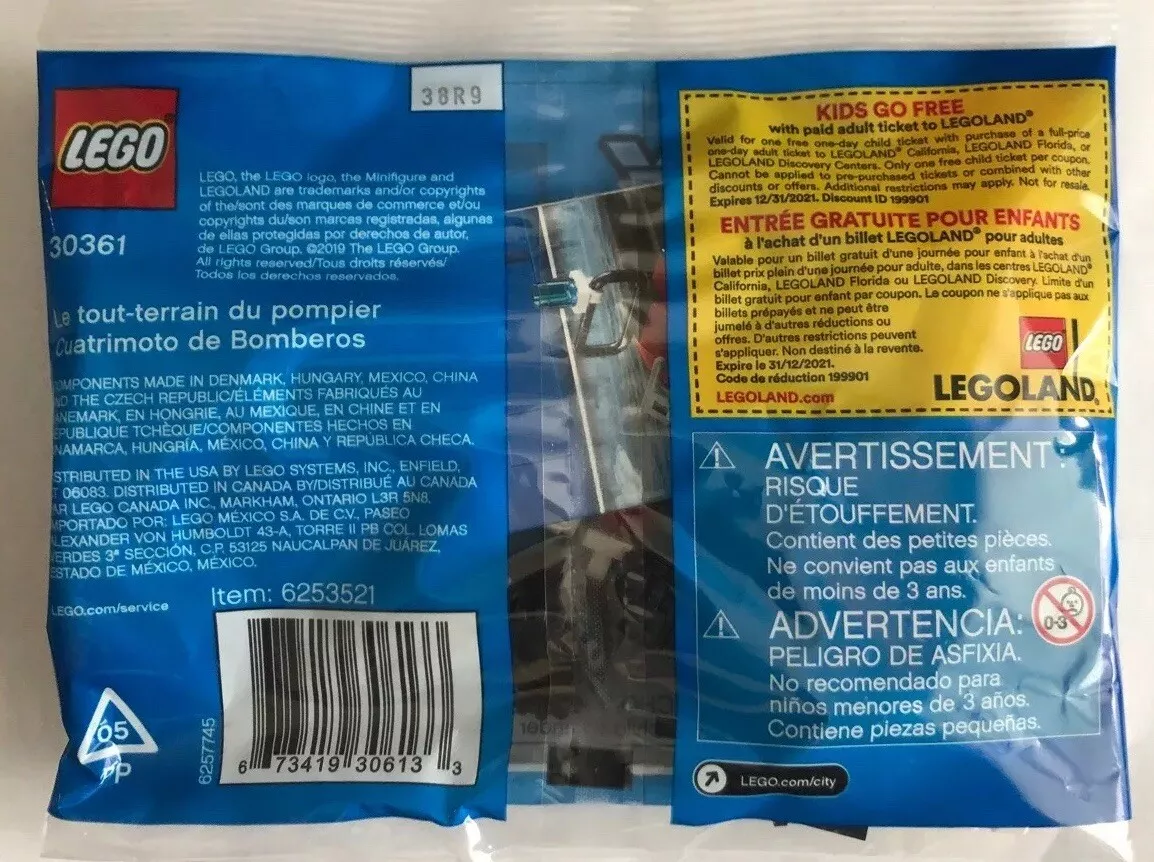 38R9
LEGO
LEGO, the LEGO logo, the Minifigure and
LEGOLAND are trademarks and/or copyrights
of the/sont des marques de commerce et/ou
copyrights du/son marcas registradas, algunas
de ellas protegidas por derechos de autor,
de LEGO Group. ©2019 The LEGO Group.
All rights reserved/Tous droits réservés/
Todos los derechos reservados.
30361
Le tout-terrain du pompier
Cuatrimoto de Bomberos
OMPONENTS MADE IN DENMARK, HUNGARY, MEXICO, CHINA
ND THE CZECH REPUBLIC/ÉLÉMENTS FABRIQUÉS AU
ANEMARK, EN HONGRIE, AU MEXIQUE, EN CHINE ET EN
ÉPUBLIQUE TCHÈQUE/COMPONENTES HECHOS EN
NAMARCA, HUNGRÍA, MÉXICO, CHINA Y REPÚBLICA CHECA.
STRIBUTED IN THE USA BY LEGO SYSTEMS, INC., ENFIELD,
T 06083. DISTRIBUTED IN CANADA BY/DISTRIBUÉ AU CANADA
AR LEGO CANADA INC., MARKHAM, ONTARIO L3R 5N8.
MPORTADO POR: LEGO MÉXICO S.A. DE C.V., PASEO
LEXANDER VON HUMBOLDT 43-A, TORRE II PB COL. LOMAS
ERDES 3ª SECCIÓN. C.P. 53125 NAUCALPAN DE JUÁREZ,
ESTADO DE MÉXICO, MÉXICO.
LEGO.com/service
Item: 6253521
6 73419 30613 3
6257745
05
PP
KIDS GO FREE
with paid adult ticket to LEGOLAND®
Valid for one free one-day child ticket with purchase of a full-price
one-day adult ticket to LEGOLAND® California, LEGOLAND Florida, or
LEGOLAND Discovery Centers. Only one free child ticket per coupon.
Cannot be applied to pre-purchased tickets or combined with other
discounts or offers. Additional restrictions may apply. Not for resale.
Expires 12/31/2021. Discount ID 199901
ENTRÉE GRATUITE POUR ENFANTS
à l'achat d'un billet LEGOLAND® pour adultes
Valable pour un billet gratuit d'une journée pour enfant à l'achat d'un
billet prix plein d'une journée pour adulte, dans les centres LEGOLAND®
California, LEGOLAND Florida ou LEGOLAND Discovery. Limite d'un
billet gratuit pour enfant par coupon. Le coupon ne s'applique pas aux
billets prépayés et ne peut être
jumelé à d'autres réductions ou
offres. D'autres restrictions peuvent
s'appliquer. Non destiné à la revente.
Expire le 31/12/2021.
Code de réduction 199901
LEGOLAND.com
LEGO
LEGOLAND®
AVERTISSEMENT :
RISQUE
D'ÉTOUFFEMENT.
Contient des petites pièces.
Ne convient pas aux enfants
de moins de 3 ans.
0-3
ADVERTENCIA:
PELIGRO DE ASFIXIA.
No recomendado para
niños menores de 3 años.
Contiene piezas pequeñas.
LEGO.com/city